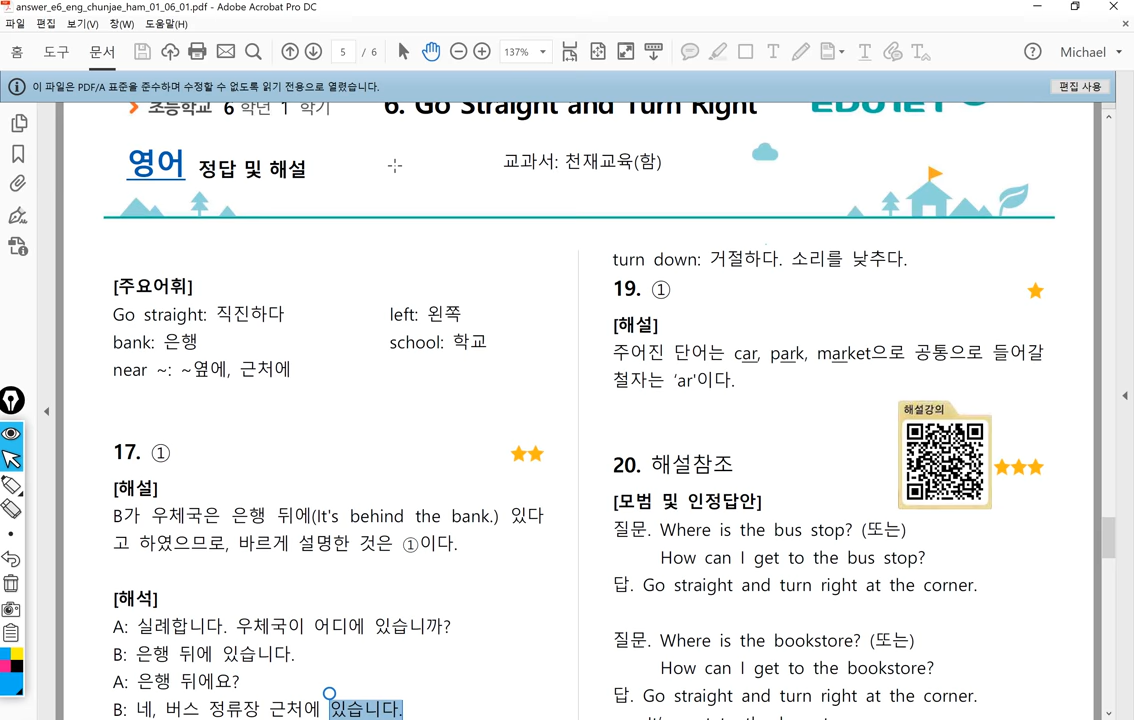 answer_e6_eng_chunjae_ham_01_06_01.pdf - Adobe Acrobat Pro DC
파일 편집 보기(V) 창(W) 도움말(H)
홈 도구 문서 5 / 6 137% Michael
이 파일은 PDF/A 표준을 준수하며 수정할 수 없도록 읽기 전용으로 열렸습니다. 편집 사용
초등학교 6 학년 1 학기 6. Go Straight and Turn Right EDUNET
영어 정답 및 해설 교과서: 천재교육(함)
[주요어휘]
Go straight: 직진하다 left: 왼쪽
bank: 은행 school: 학교
near ~: ~옆에, 근처에
17. ①
[해설]
B가 우체국은 은행 뒤에(It's behind the bank.) 있다
고 하였으므로, 바르게 설명한 것은 ①이다.
[해석]
A: 실례합니다. 우체국이 어디에 있습니까?
B: 은행 뒤에 있습니다.
A: 은행 뒤에요?
B: 네, 버스 정류장 근처에 있습니다.
turn down: 거절하다. 소리를 낮추다.
19. ①
[해설]
주어진 단어는 car, park, market으로 공통으로 들어갈
철자는 ‘ar'이다.
해설강의
20. 해설참조
[모범 및 인정답안]
질문. Where is the bus stop? (또는)
How can I get to the bus stop?
답. Go straight and turn right at the corner.
질문. Where is the bookstore? (또는)
How can I get to the bookstore?
답. Go straight and turn right at the corner.